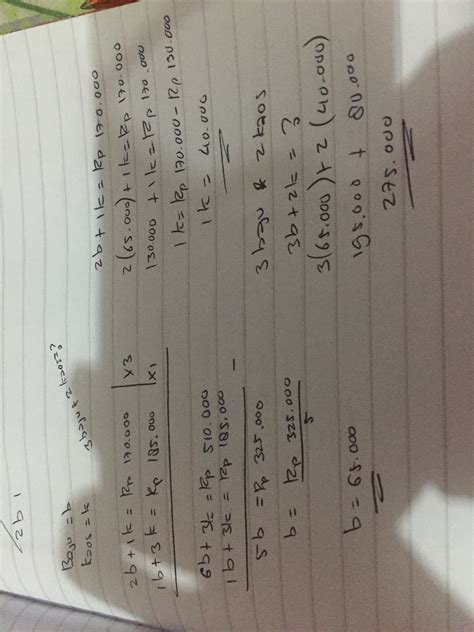 2b1
Baju = b
kaos = k
3 baju & 2 kaos = ?
2b + 1k = Rp 170.000 | x3
1b + 3k = Rp 185.000 | x1
6b + 3k = Rp 510.000
1b + 3k = Rp 185.000 -
5b = Rp 325.000
b = Rp 325.000
5
b = 65.000
2b + 1k = Rp 170.000
2(65.000) + 1k = Rp 170.000
130.000 + 1k = Rp 170.000
1k = Rp 170.000 - Rp 130.000
1k = 40.000
3 baju & 2 kaos
3b + 2k = ?
3(65.000) + 2(40.000)
195.000 + 80.000
275.000